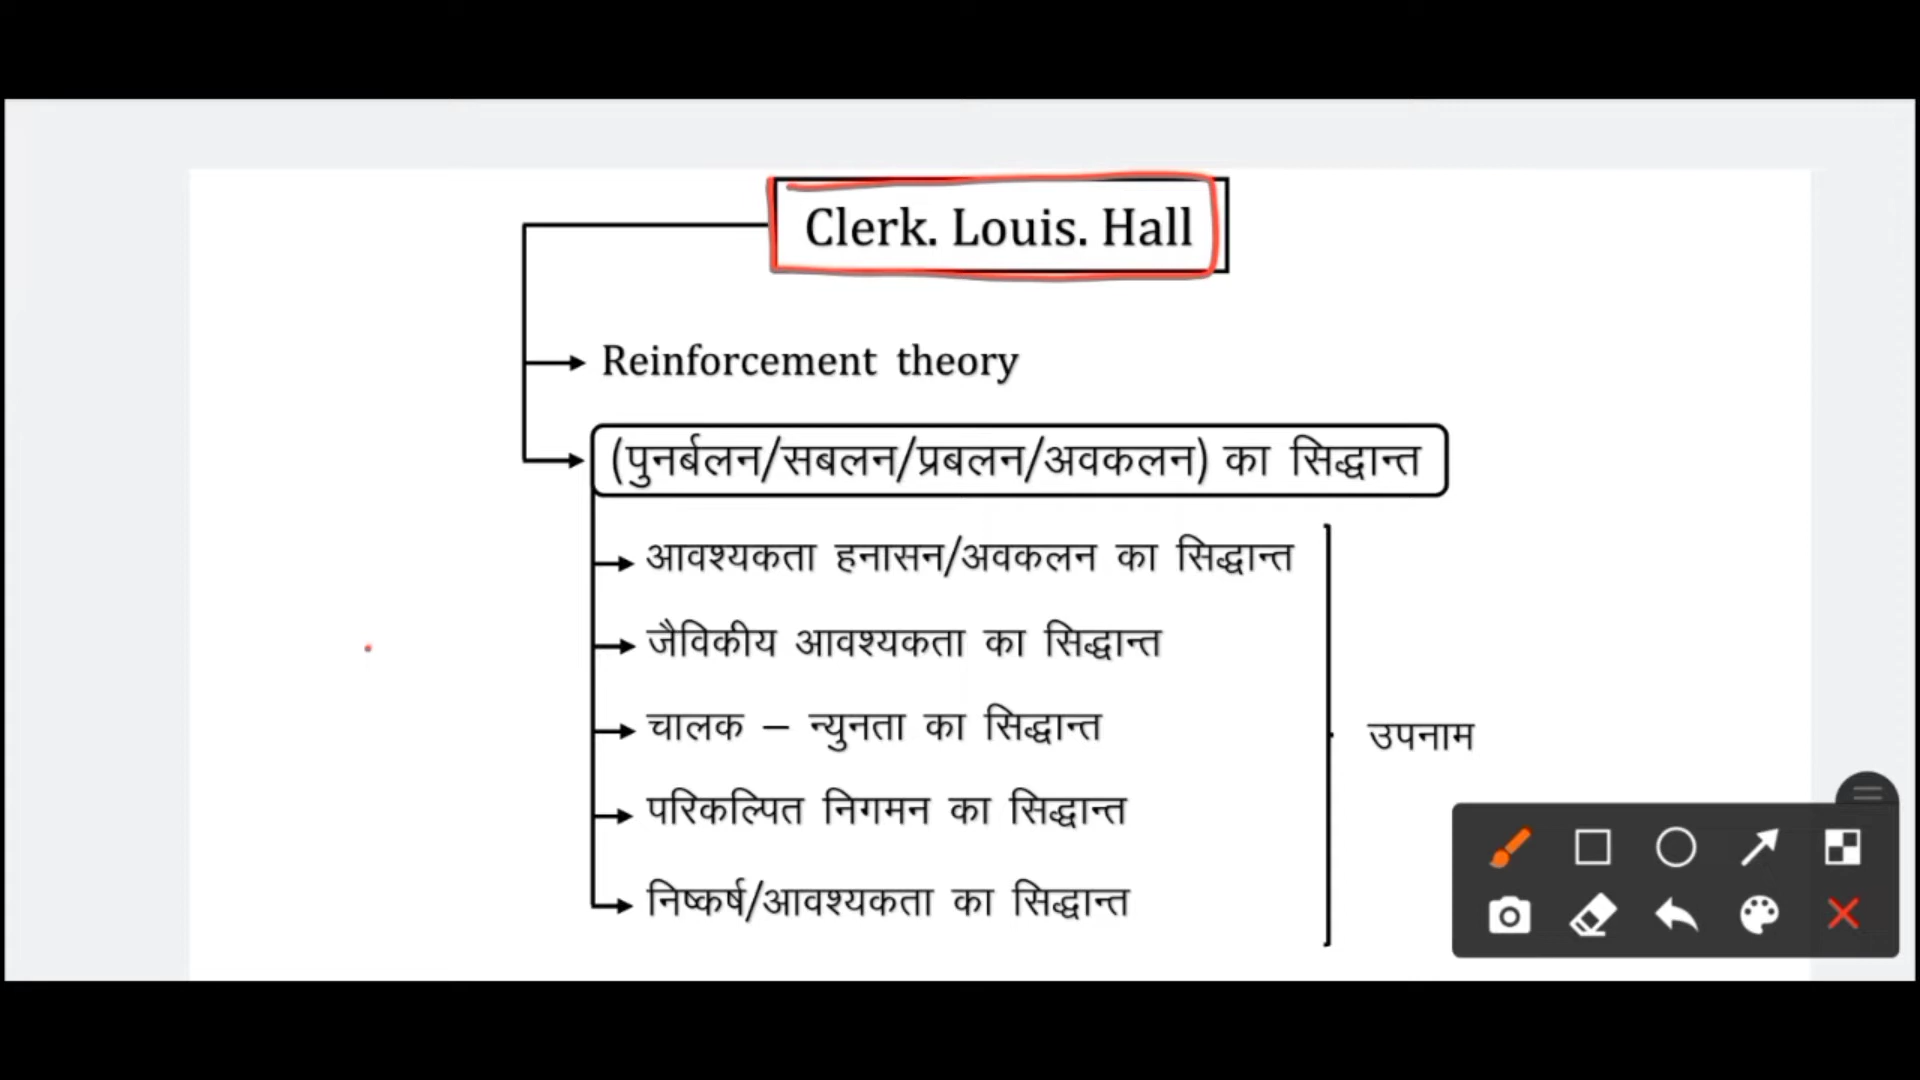 Clerk. Louis. Hall
Reinforcement theory
(पुनर्बलन/सबलन/प्रबलन/अवकलन) का सिद्धान्त
आवश्यकता हनासन/अवकलन का सिद्धान्त
जैविकीय आवश्यकता का सिद्धान्त
चालक – न्युनता का सिद्धान्त
उपनाम
परिकल्पित निगमन का सिद्धान्त
निष्कर्ष/आवश्यकता का सिद्धान्त